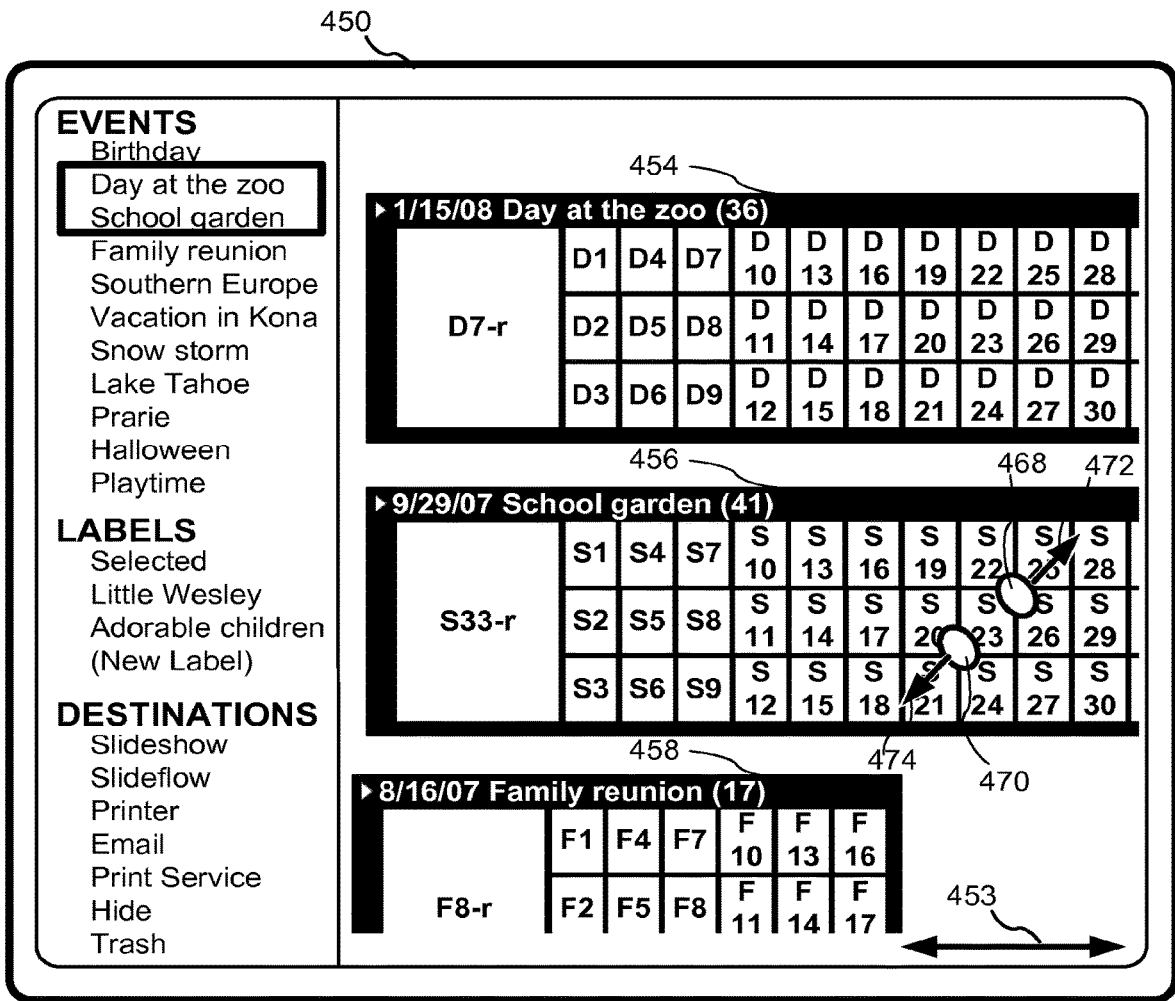 450
EVENTS
Birthday
Day at the zoo
School garden
Family reunion
Southern Europe
Vacation in Kona
Snow storm
Lake Tahoe
Prarie
Halloween
Playtime
LABELS
Selected
Little Wesley
Adorable children
(New Label)
DESTINATIONS
Slideshow
Slideflow
Printer
Email
Print Service
Hide
Trash
454
1/15/08 Day at the zoo (36)
D7-r
D1 D4 D7 D 10 D 13 D 16 D 19 D 22 D 25 D 28
D2 D5 D8 D 11 D 14 D 17 D 20 D 23 D 26 D 29
D3 D6 D9 D 12 D 15 D 18 D 21 D 24 D 27 D 30
456 468 472
9/29/07 School garden (41)
S33-r
S1 S4 S7 S 10 S 13 S 16 S 19 S 22 S 25 S 28
S2 S5 S8 S 11 S 14 S 17 S 20 S 23 S 26 S 29
S3 S6 S9 S 12 S 15 S 18 S 21 S 24 S 27 S 30
458 474 470
8/16/07 Family reunion (17)
F8-r
F1 F4 F7 F 10 F 13 F 16
F2 F5 F8 F 11 F 14 F 17
453